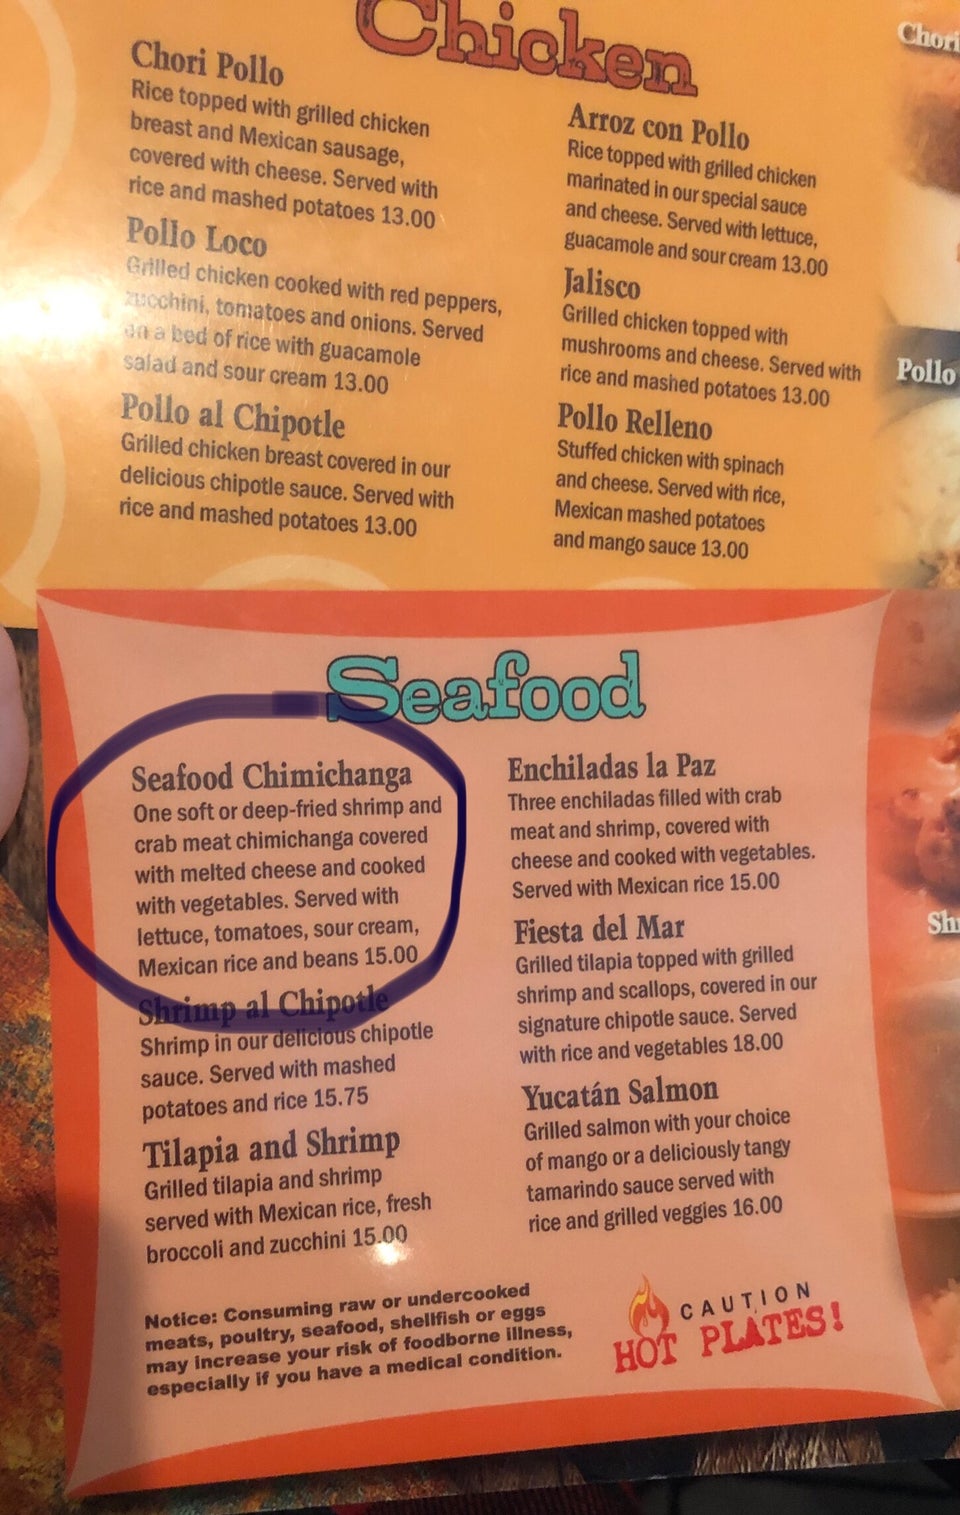 Chicken
Chori Pollo
Rice topped with grilled chicken
breast and Mexican sausage,
covered with cheese. Served with
rice and mashed potatoes 13.00
Pollo Loco
Grilled chicken cooked with red peppers,
zucchini, tomatoes and onions. Served
on a bed of rice with guacamole
salad and sour cream 13.00
Pollo al Chipotle
Grilled chicken breast covered in our
delicious chipotle sauce. Served with
rice and mashed potatoes 13.00
Arroz con Pollo
Rice topped with grilled chicken
marinated in our special sauce
and cheese. Served with lettuce,
guacamole and sour cream 13.00
Jalisco
Grilled chicken topped with
mushrooms and cheese. Served with
rice and mashed potatoes 13.00
Pollo Relleno
Stuffed chicken with spinach
and cheese. Served with rice,
Mexican mashed potatoes
and mango sauce 13.00
Chori
Pollo
Seafood
Seafood Chimichanga
One soft or deep-fried shrimp and
crab meat chimichanga covered
with melted cheese and cooked
with vegetables. Served with
lettuce, tomatoes, sour cream,
Mexican rice and beans 15.00
Shrimp al Chipotle
Shrimp in our delicious chipotle
sauce. Served with mashed
potatoes and rice 15.75
Tilapia and Shrimp
Grilled tilapia and shrimp
served with Mexican rice, fresh
broccoli and zucchini 15.00
Enchiladas la Paz
Three enchiladas filled with crab
meat and shrimp, covered with
cheese and cooked with vegetables.
Served with Mexican rice 15.00
Fiesta del Mar
Grilled tilapia topped with grilled
shrimp and scallops, covered in our
signature chipotle sauce. Served
with rice and vegetables 18.00
Yucatán Salmon
Grilled salmon with your choice
of mango or a deliciously tangy
tamarindo sauce served with
rice and grilled veggies 16.00
Notice: Consuming raw or undercooked
meats, poultry, seafood, shellfish or eggs
may increase your risk of foodborne illness,
especially if you have a medical condition.
CAUTION
HOT PLATES!